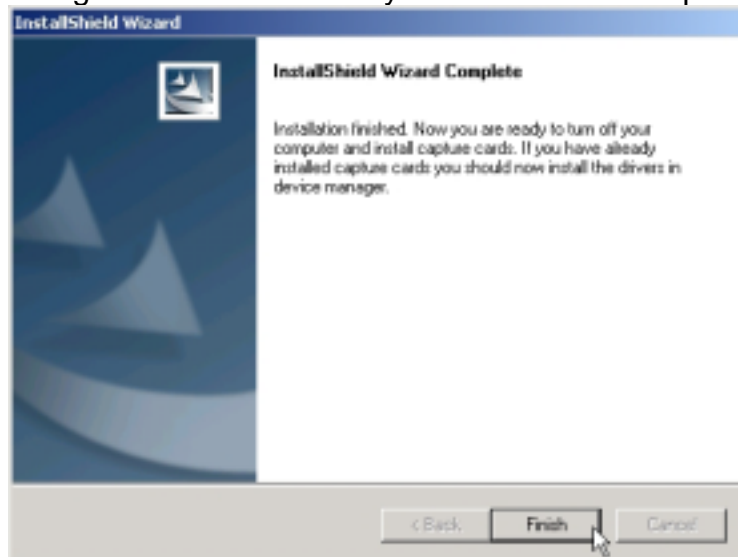 InstallShield Wizard
InstallShield Wizard Complete
Installation finished. Now you are ready to turn off your
computer and install capture cards. If you have already
installed capture cards you should now install the drivers in
device manager.
< Back
Finish
Cancel